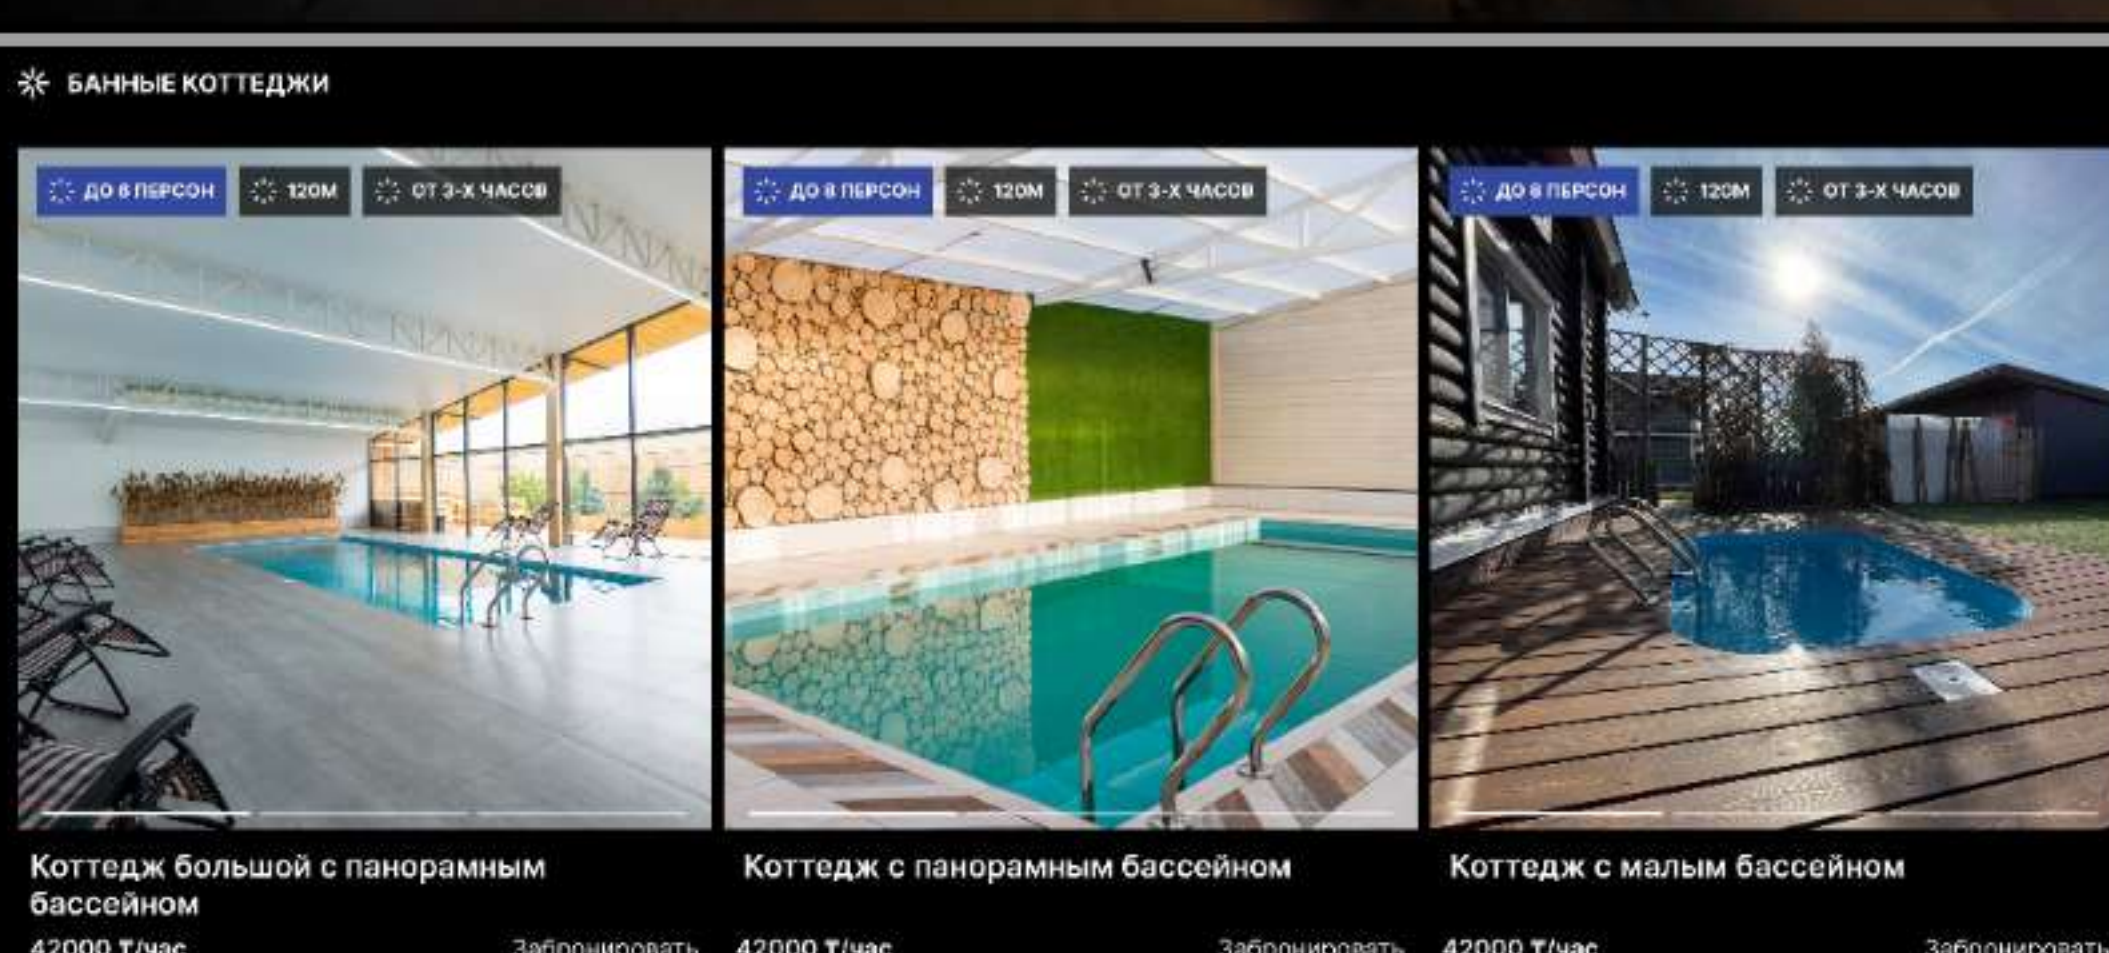 БАННЫЕ КОТТЕДЖИ
ДО 8 ПЕРСОН 120М ОТ 3-Х ЧАСОВ
ДО 8 ПЕРСОН 120М ОТ 3-Х ЧАСОВ
ДО 8 ПЕРСОН 120М ОТ 3-Х ЧАСОВ
Коттедж большой с панорамным
бассейном
42000 ₸/час Забронировать
Коттедж с панорамным бассейном
42000 ₸/час Забронировать
Коттедж с малым бассейном
42000 ₸/час Забронировать